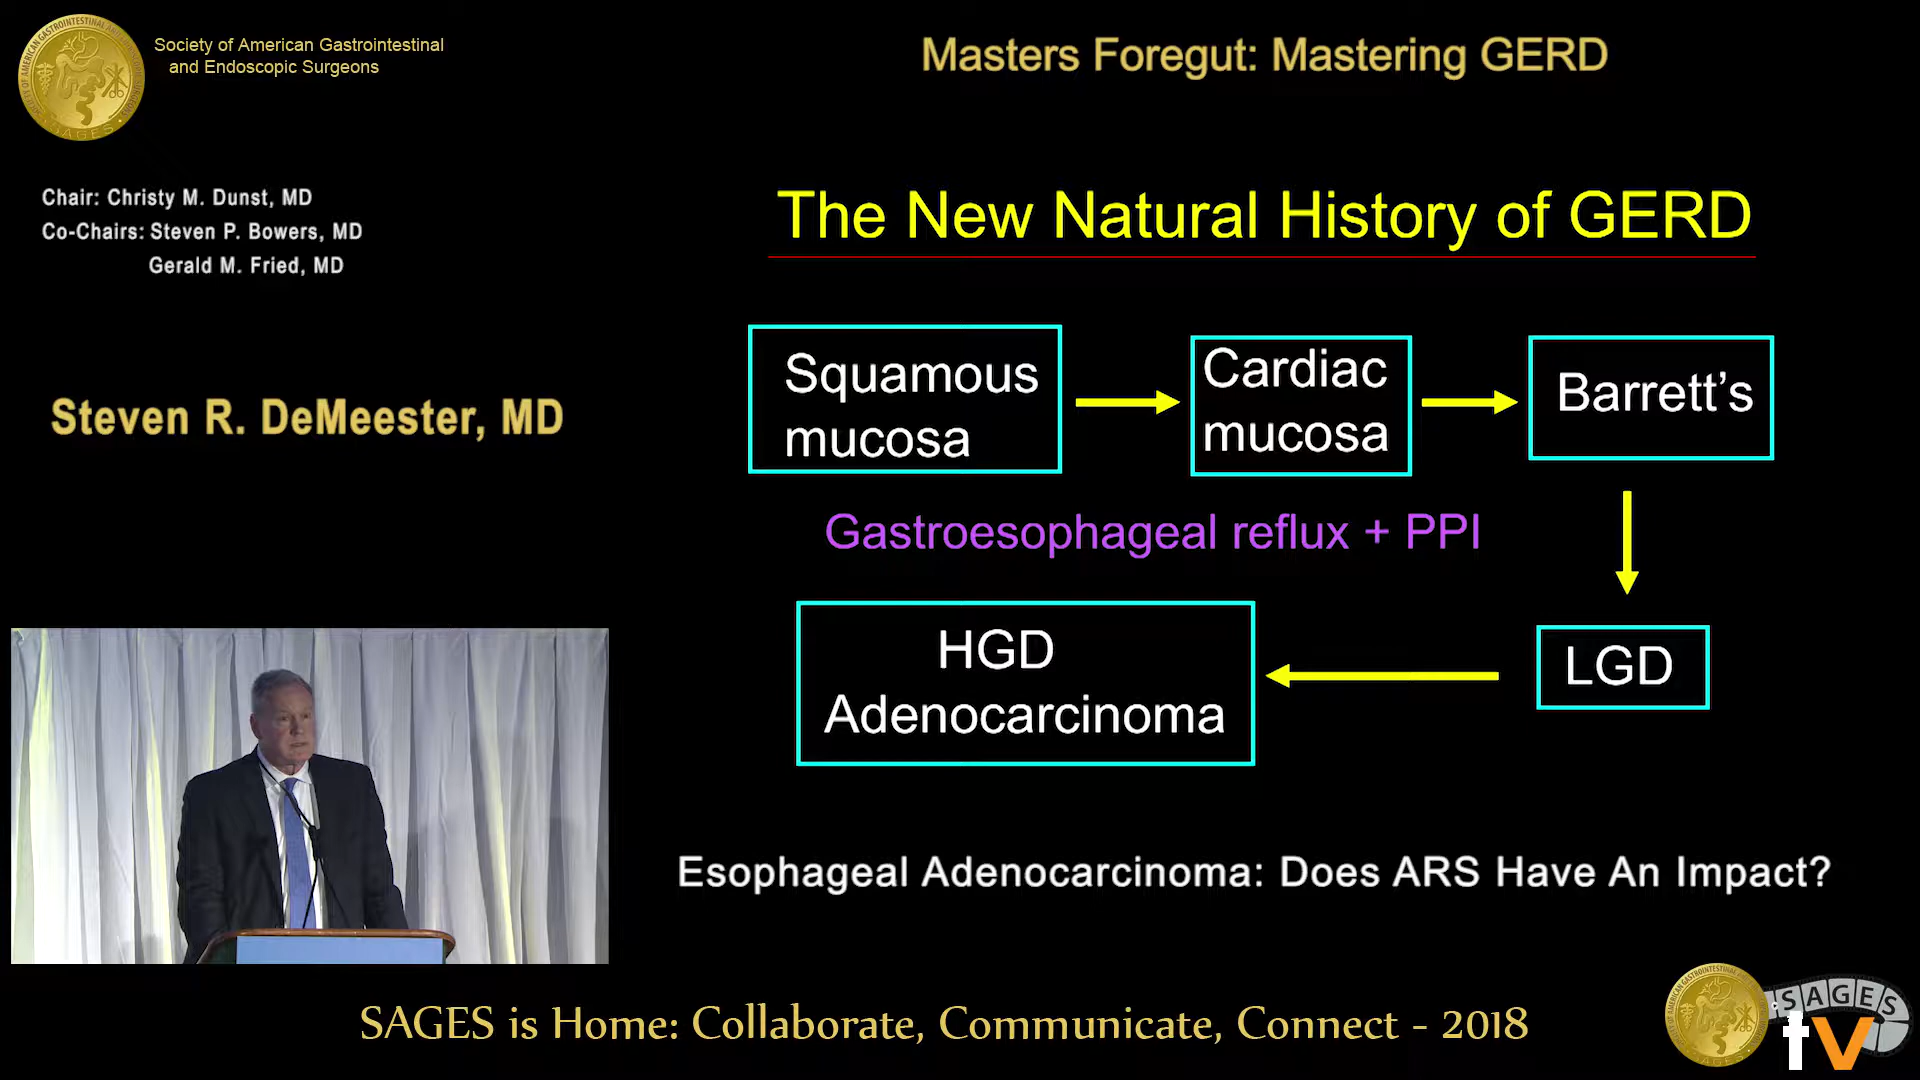 Society of American Gastrointestinal
and Endoscopic Surgeons
Masters Foregut: Mastering GERD
Chair: Christy M. Dunst, MD
Co-Chairs: Steven P. Bowers, MD
Gerald M. Fried, MD
Steven R. DeMeester, MD
The New Natural History of GERD
Squamous
mucosa
Cardiac
mucosa
Barrett’s
Gastroesophageal reflux + PPI
LGD
HGD
Adenocarcinoma
Esophageal Adenocarcinoma: Does ARS Have An Impact?
SAGES is Home: Collaborate, Communicate, Connect - 2018
SAGES
tv